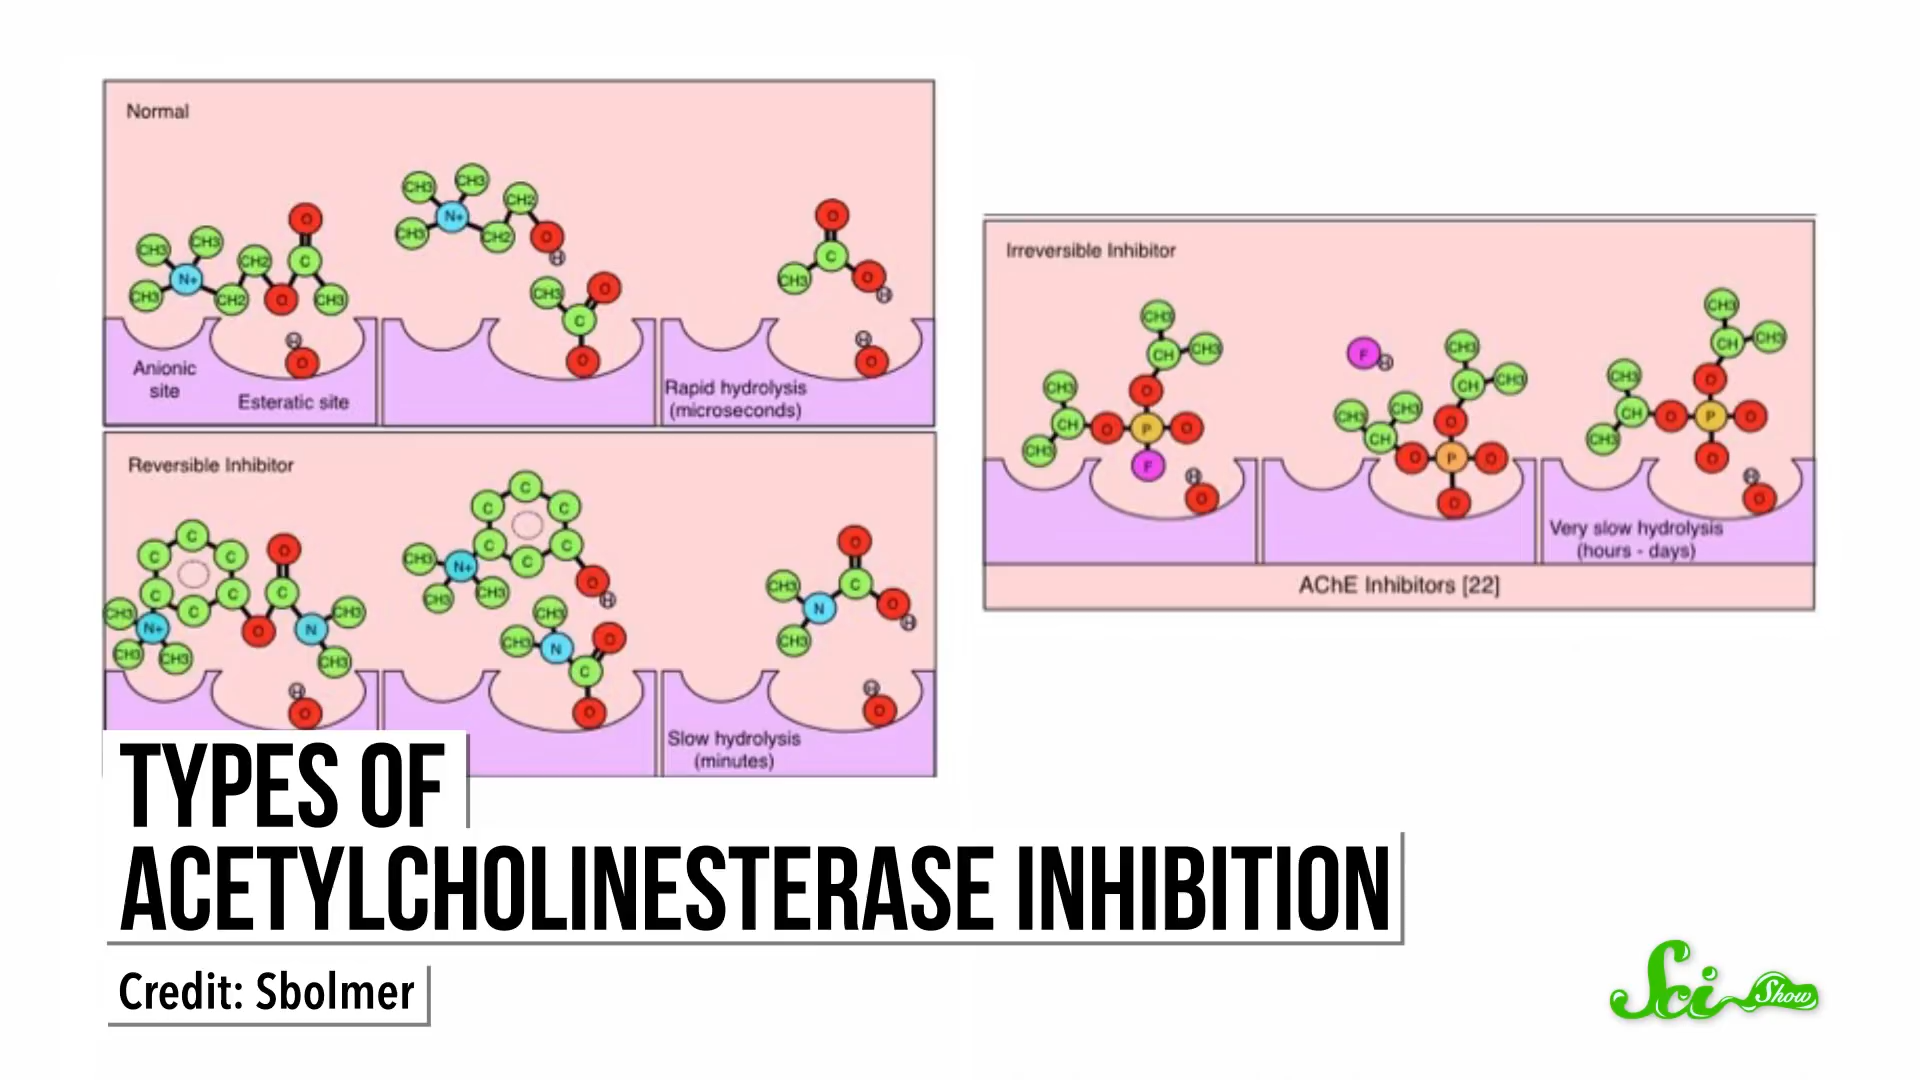 Normal
CH3 CH3 CH3 N+ CH2 CH2 O O C CH3
H O
Anionic
site
Esteratic site
CH3 CH3 CH3 N+ CH2 CH2 O H
CH3 O C O
O C CH3 O H
H O
Rapid hydrolysis
(microseconds)
Reversible Inhibitor
C C C C C C CH3 N+ CH3 CH3 O C O N CH3 CH3
H O
C C C C C C CH3 N+ CH3 CH3 O H
CH3 CH3 N O C O
O C CH3 N CH3 O H
H O
Slow hydrolysis
(minutes)
Irreversible Inhibitor
CH3 CH CH3 O CH3 CH CH3 O P O F
H O
F H
CH3 CH CH3 O CH3 CH3 CH O P O O
CH3 CH CH3 O CH3 CH CH3 O P O O
H O
Very slow hydrolysis
(hours - days)
AChE Inhibitors [22]
TYPES OF
ACETYLCHOLINESTERASE INHIBITION
Credit: Sbolmer
Sci Show